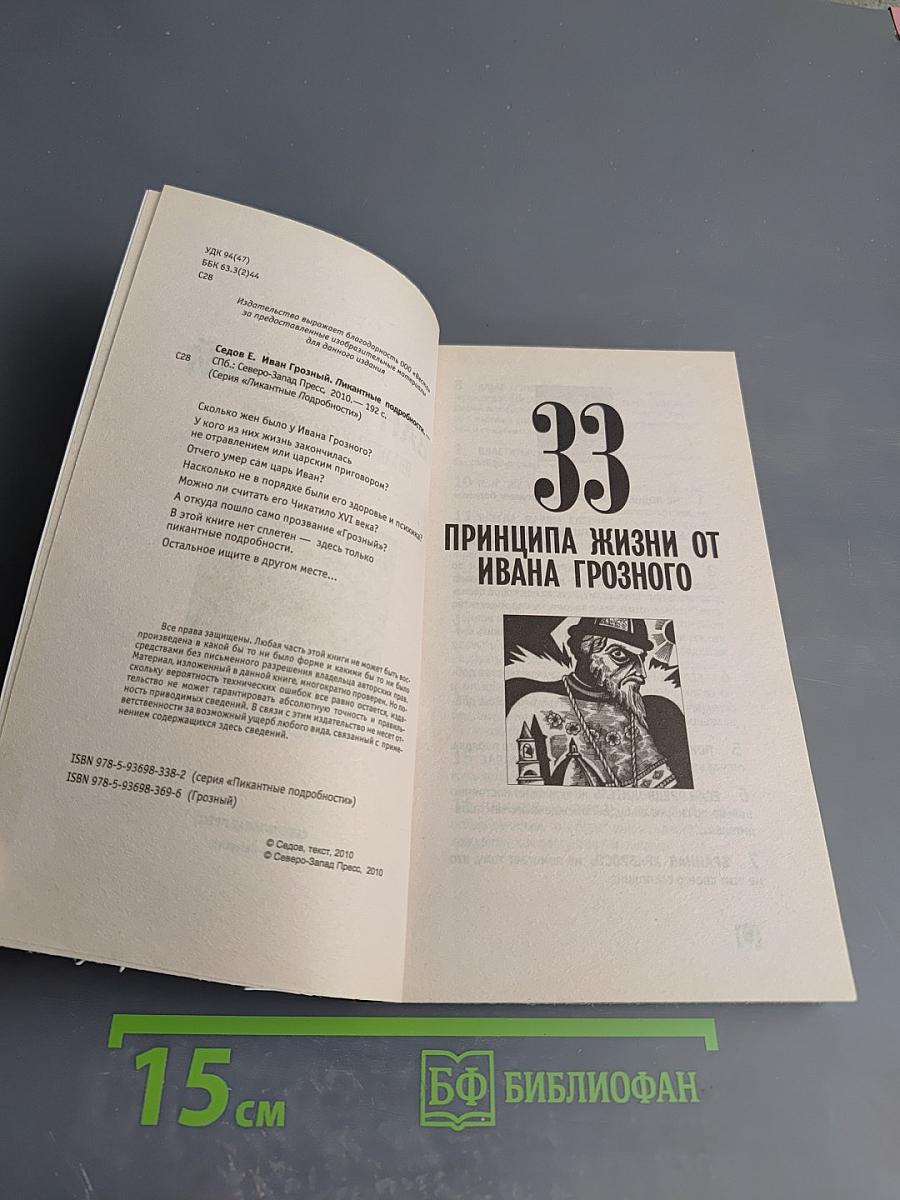 УДК 94(47)
ББК 63.3(2)44
С28
Издательство выражает благодарность ООО
за предоставленные изобразительные материалы
для данного издания
Седов Е. Иван Грозный. Пикантные подробности. —
С28 СПб.: Северо-Запад Пресс, 2010.— 192 с.
(Серия «Пикантные Подробности»)
Сколько жен было у Ивана Грозного?
У кого из них жизнь закончилась
не отравлением или царским приговором?
Отчего умер сам царь Иван?
Насколько не в порядке были его здоровье и психика?
Можно ли считать его Чикатило XVI века?
А откуда пошло само прозвание «Грозный»?
В этой книге нет сплетен — здесь только
пикантные подробности.
Остальное ищите в другом месте...
Все права защищены. Любая часть этой книги не может быть вос-
произведена в какой бы то ни было форме и какими бы то ни было
средствами без письменного разрешения владельца авторских прав.
Материал, изложенный в данной книге, многократно проверен. Но по-
скольку вероятность технических ошибок все равно остается, изда-
тельство не может гарантировать абсолютную точность и правиль-
ность приводимых сведений. В связи с этим издательство не несет от-
ветственности за возможный ущерб любого вида, связанный с приме-
нением содержащихся здесь сведений.
ISBN 978-5-93698-338-2 (серия «Пикантные подробности»)
ISBN 978-5-93698-369-6 (Грозный)
© Седов, текст, 2010
© Северо-Запад Пресс, 2010
33
ПРИНЦИПА ЖИЗНИ ОТ
ИВАНА ГРОЗНОГО
15 см
БФ БИБЛИОФАН